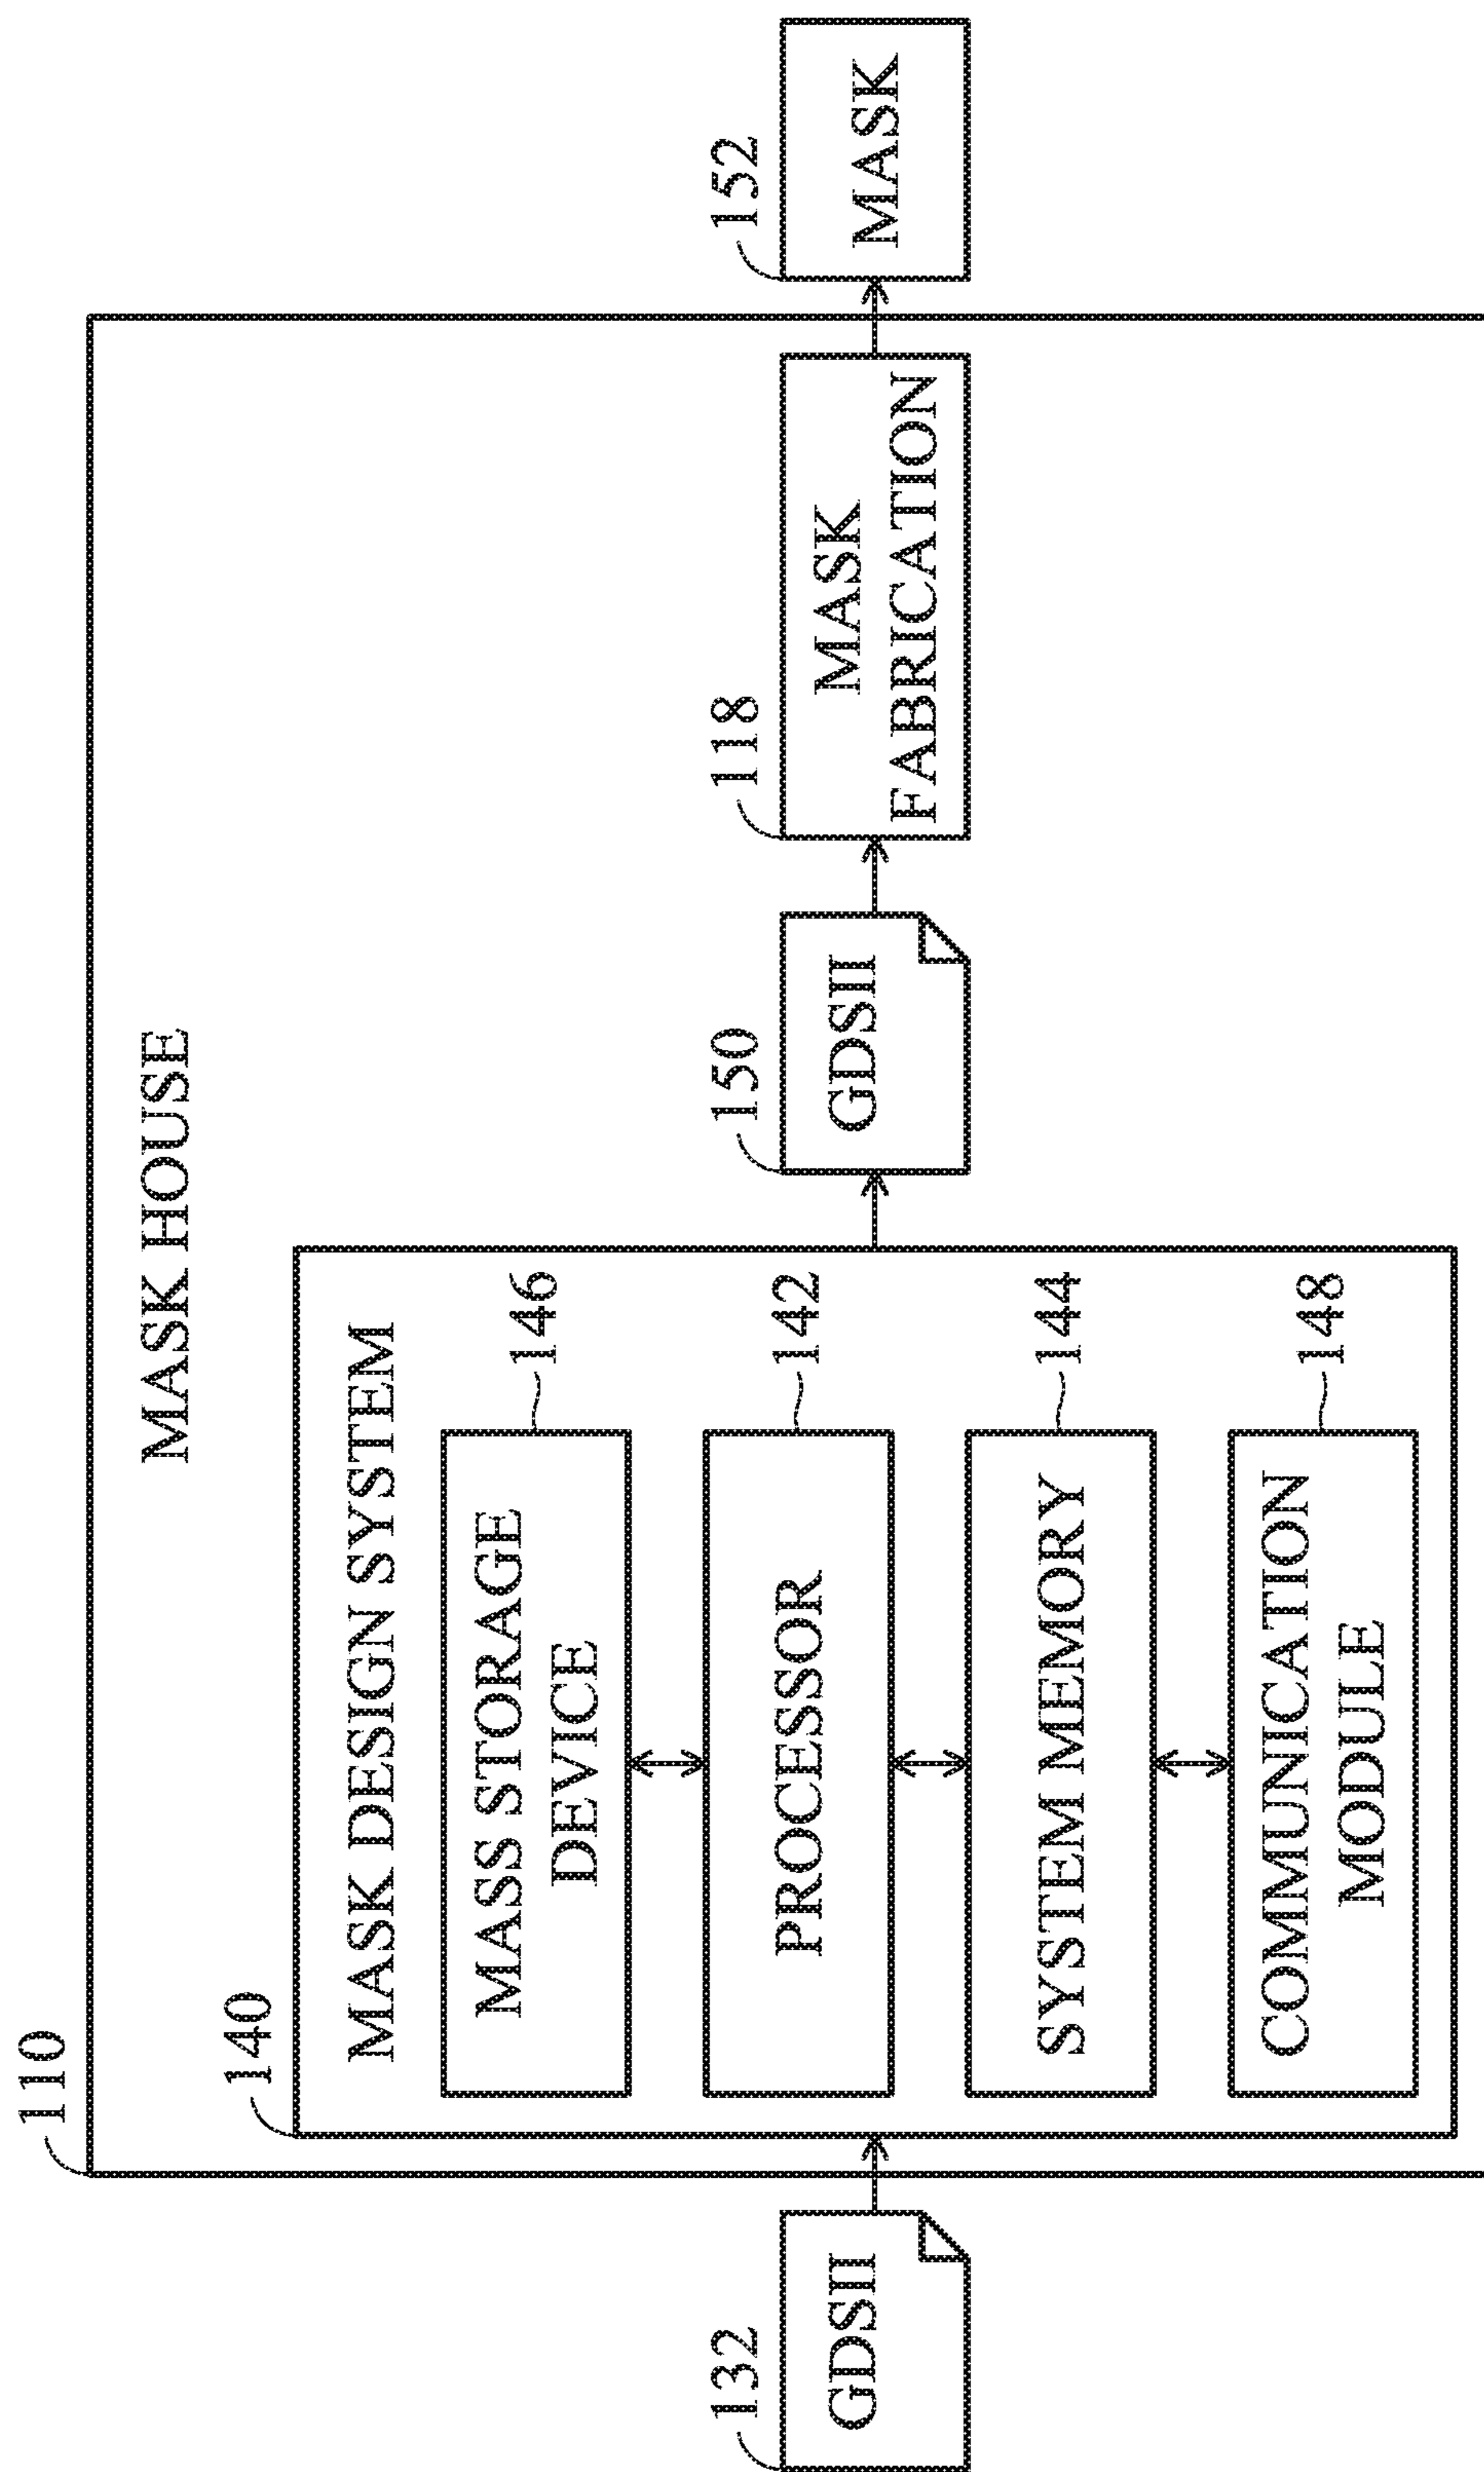 110
MASK HOUSE
140
MASK DESIGN SYSTEM
MASS STORAGE
DEVICE
146
PROCESSOR
142
SYSTEM MEMORY
144
COMMUNICATION
MODULE
148
132
GDSII
150
GDSII
118
MASK
FABRICATION
152
MASK